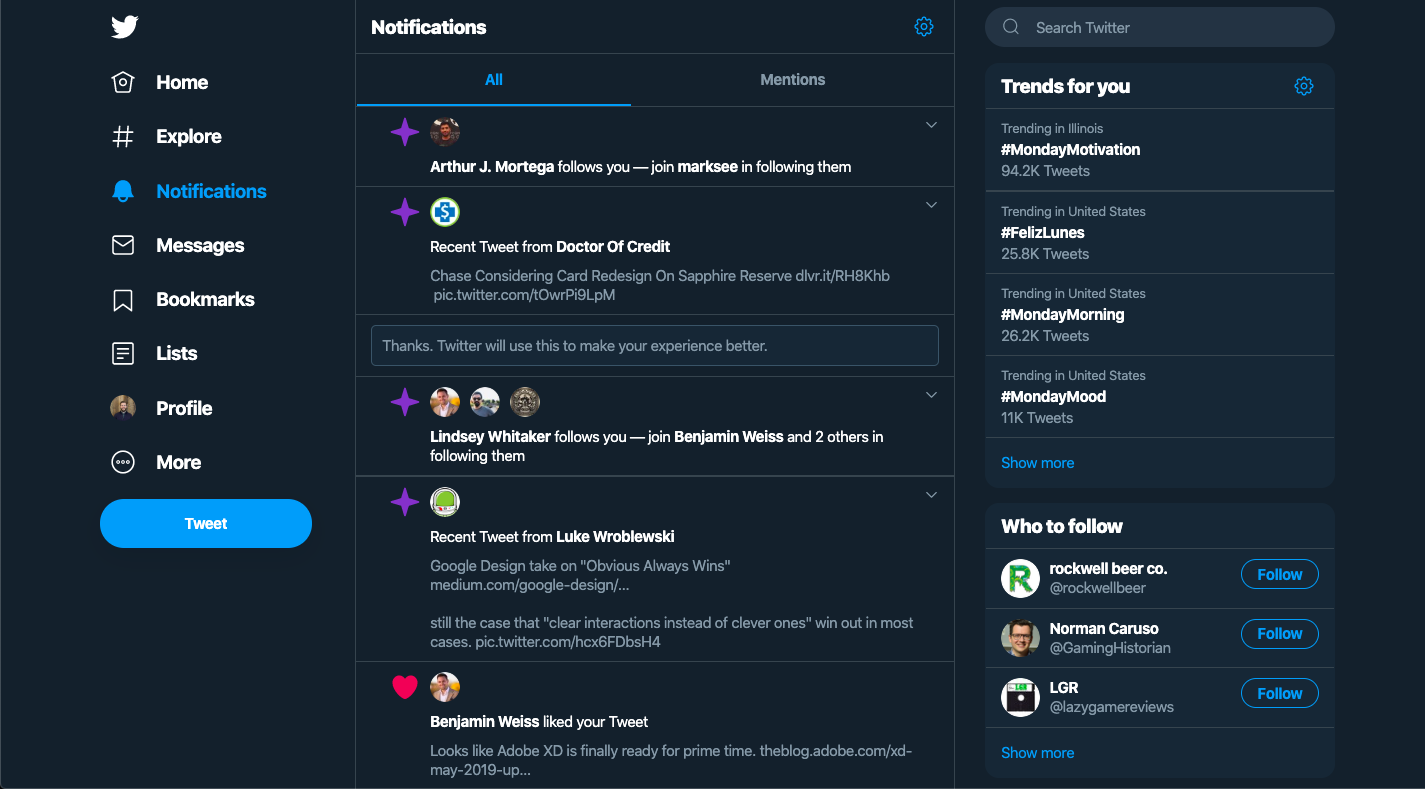 Home
Explore
Notifications
Messages
Bookmarks
Lists
Profile
More
Tweet
Notifications
All
Mentions
Arthur J. Mortega follows you — join marksee in following them
Recent Tweet from Doctor Of Credit
Chase Considering Card Redesign On Sapphire Reserve dlvr.it/RH8Khb
pic.twitter.com/tOwrPi9LpM
Thanks. Twitter will use this to make your experience better.
Lindsey Whitaker follows you — join Benjamin Weiss and 2 others in
following them
Recent Tweet from Luke Wroblewski
Google Design take on "Obvious Always Wins"
medium.com/google-design/...
still the case that "clear interactions instead of clever ones" win out in most
cases. pic.twitter.com/hcx6FDbsH4
Benjamin Weiss liked your Tweet
Looks like Adobe XD is finally ready for prime time. theblog.adobe.com/xd-
may-2019-up...
Search Twitter
Trends for you
Trending in Illinois
#MondayMotivation
94.2K Tweets
Trending in United States
#FelizLunes
25.8K Tweets
Trending in United States
#MondayMorning
26.2K Tweets
Trending in United States
#MondayMood
11K Tweets
Show more
Who to follow
R
rockwell beer co.
@rockwellbeer
Follow
Norman Caruso
@GamingHistorian
Follow
LGR
LGR
@lazygamereviews
Follow
Show more